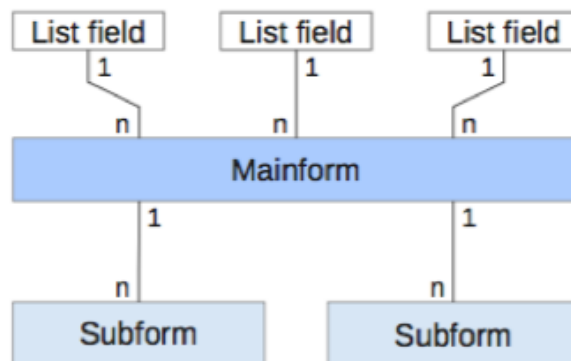 List field List field List field
1 1 1
n n n
Mainform
1 1
n n
Subform Subform